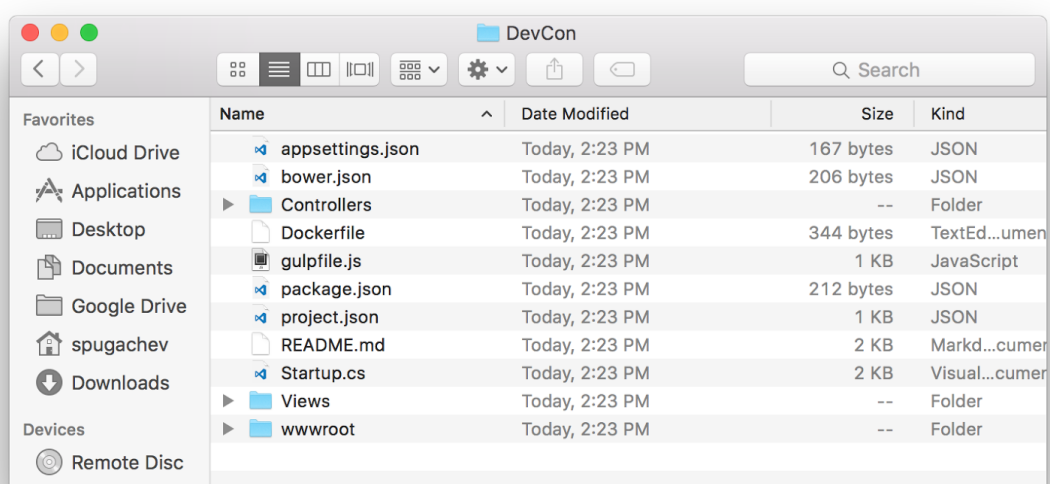 DevCon
Search
Favorites
iCloud Drive
Applications
Desktop
Documents
Google Drive
spugachev
Downloads
Devices
Remote Disc
Name Date Modified Size Kind
appsettings.json Today, 2:23 PM 167 bytes JSON
bower.json Today, 2:23 PM 206 bytes JSON
Controllers Today, 2:23 PM -- Folder
Dockerfile Today, 2:23 PM 344 bytes TextEd...umen
gulpfile.js Today, 2:23 PM 1 KB JavaScript
package.json Today, 2:23 PM 212 bytes JSON
project.json Today, 2:23 PM 1 KB JSON
README.md Today, 2:23 PM 2 KB Markd...cumer
Startup.cs Today, 2:23 PM 2 KB Visual...cumer
Views Today, 2:23 PM -- Folder
wwwroot Today, 2:23 PM -- Folder